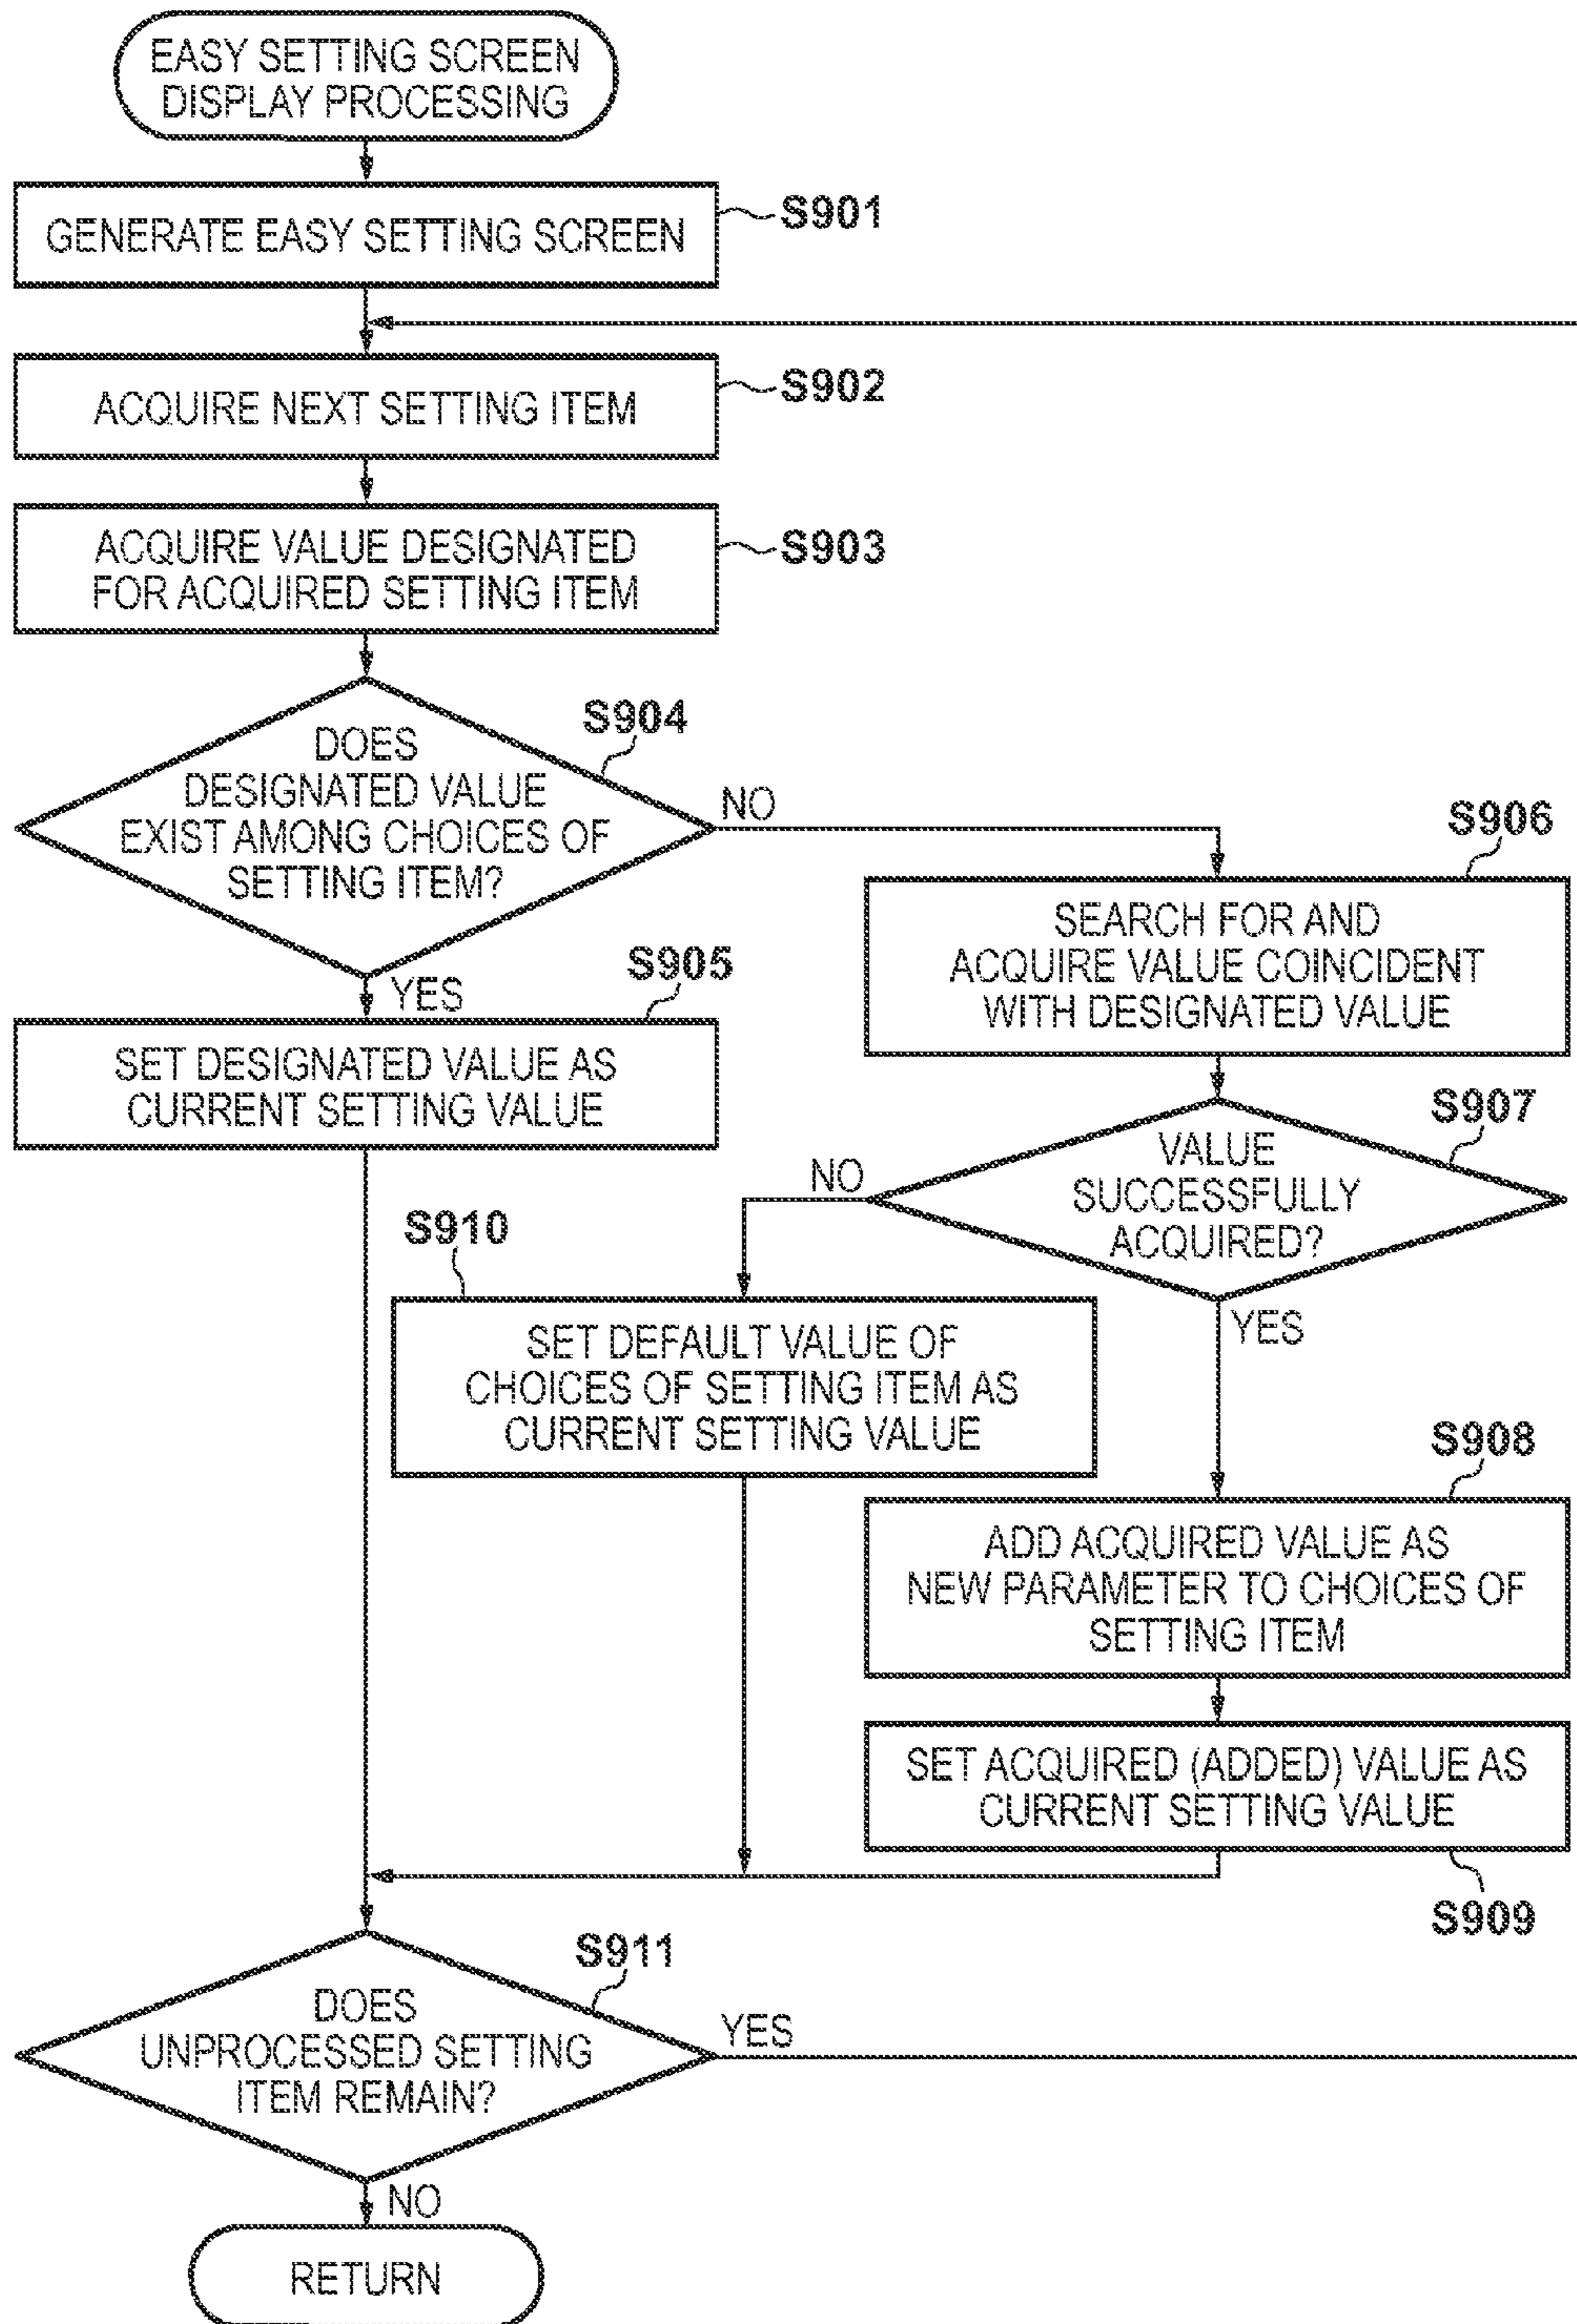 EASY SETTING SCREEN
DISPLAY PROCESSING
GENERATE EASY SETTING SCREEN
S901
ACQUIRE NEXT SETTING ITEM
S902
ACQUIRE VALUE DESIGNATED
FOR ACQUIRED SETTING ITEM
S903
S904
DOES
DESIGNATED VALUE
EXIST AMONG CHOICES OF
SETTING ITEM?
NO
YES
S905
SET DESIGNATED VALUE AS
CURRENT SETTING VALUE
S906
SEARCH FOR AND
ACQUIRE VALUE COINCIDENT
WITH DESIGNATED VALUE
S907
VALUE
SUCCESSFULLY
ACQUIRED?
NO
YES
S910
SET DEFAULT VALUE OF
CHOICES OF SETTING ITEM AS
CURRENT SETTING VALUE
S908
ADD ACQUIRED VALUE AS
NEW PARAMETER TO CHOICES OF
SETTING ITEM
SET ACQUIRED (ADDED) VALUE AS
CURRENT SETTING VALUE
S909
S911
DOES
UNPROCESSED SETTING
ITEM REMAIN?
YES
NO
RETURN